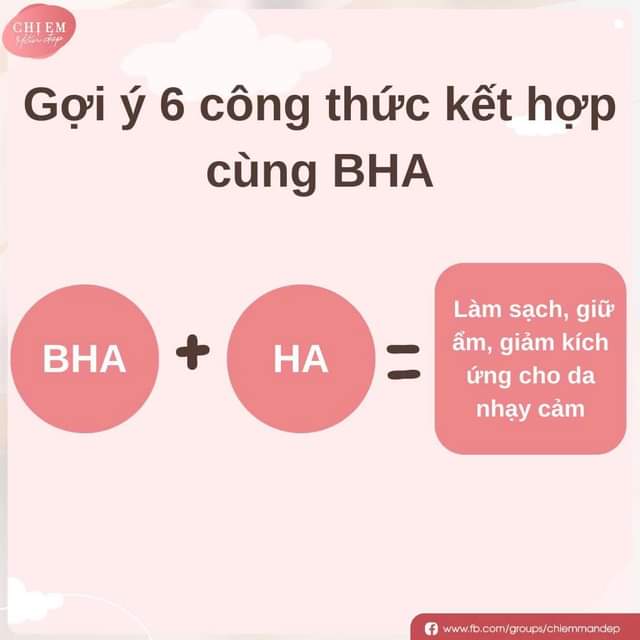 CHI EM
Mẫn đẹp
Gợi ý 6 công thức kết hợp
cùng BHA
BHA + HA =
Làm sạch, giữ
ẩm, giảm kích
ứng cho da
nhạy cảm
www.fb.com/groups/chiemmandep